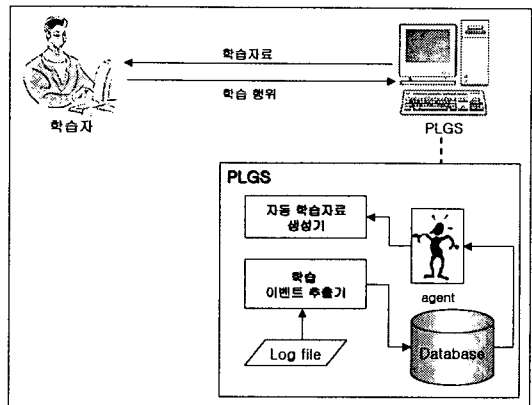 학습자료
학습 행위
학습자
PLGS
PLGS
자동 학습자료
생성기
학습
이벤트 추출기
agent
Log file
Database